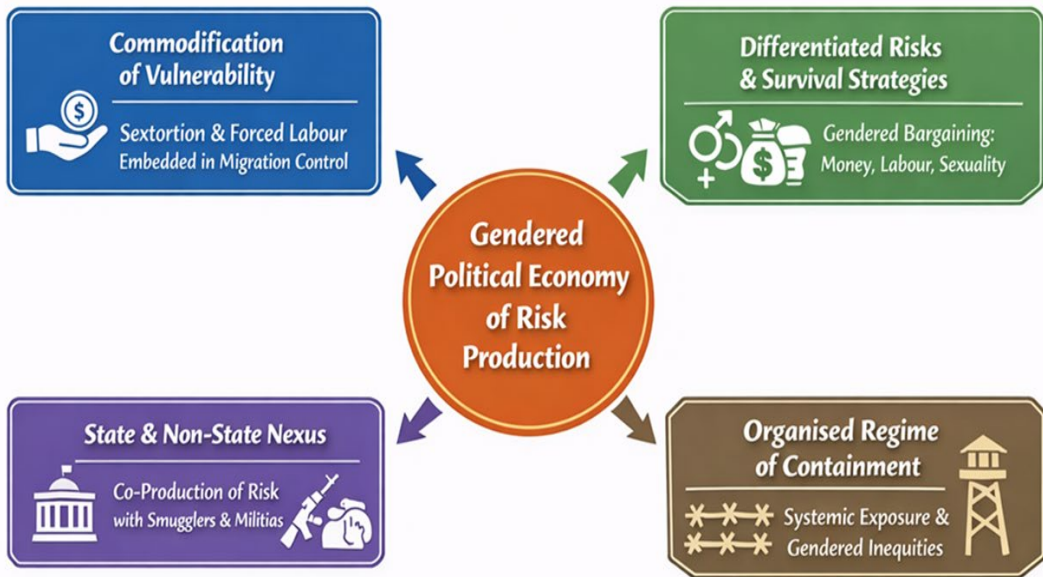 Commodification
of Vulnerability
$
Sextortion & Forced Labour
Embedded in Migration Control
Differentiated Risks
& Survival Strategies
$
Gendered Bargaining:
Money, Labour, Sexuality
Gendered
Political Economy
of Risk
Production
State & Non-State Nexus
Co-Production of Risk
with Smugglers & Militias
Organised Regime
of Containment
Systemic Exposure &
Gendered Inequities